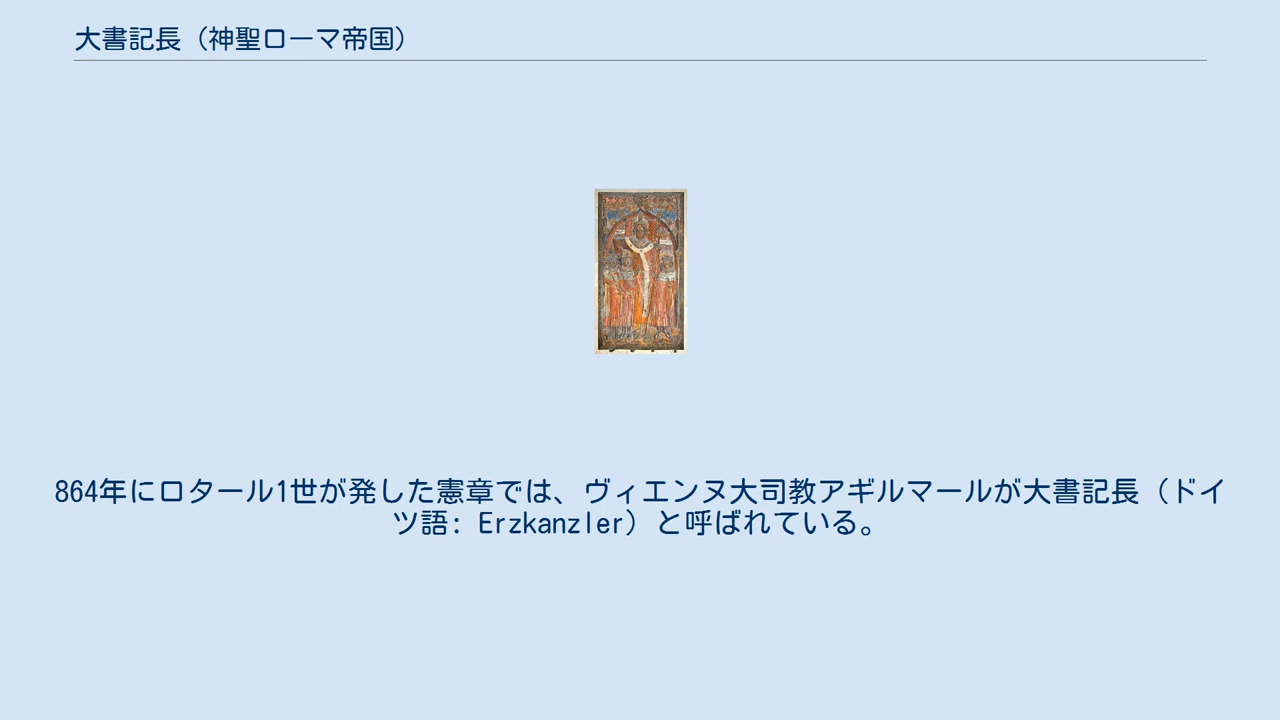 大書記長（神聖ローマ帝国）
864年にロタール1世が発した憲章では、ヴィエンヌ大司教アギルマールが大書記長（ドイ
ツ語: Erzkanzler）と呼ばれている。